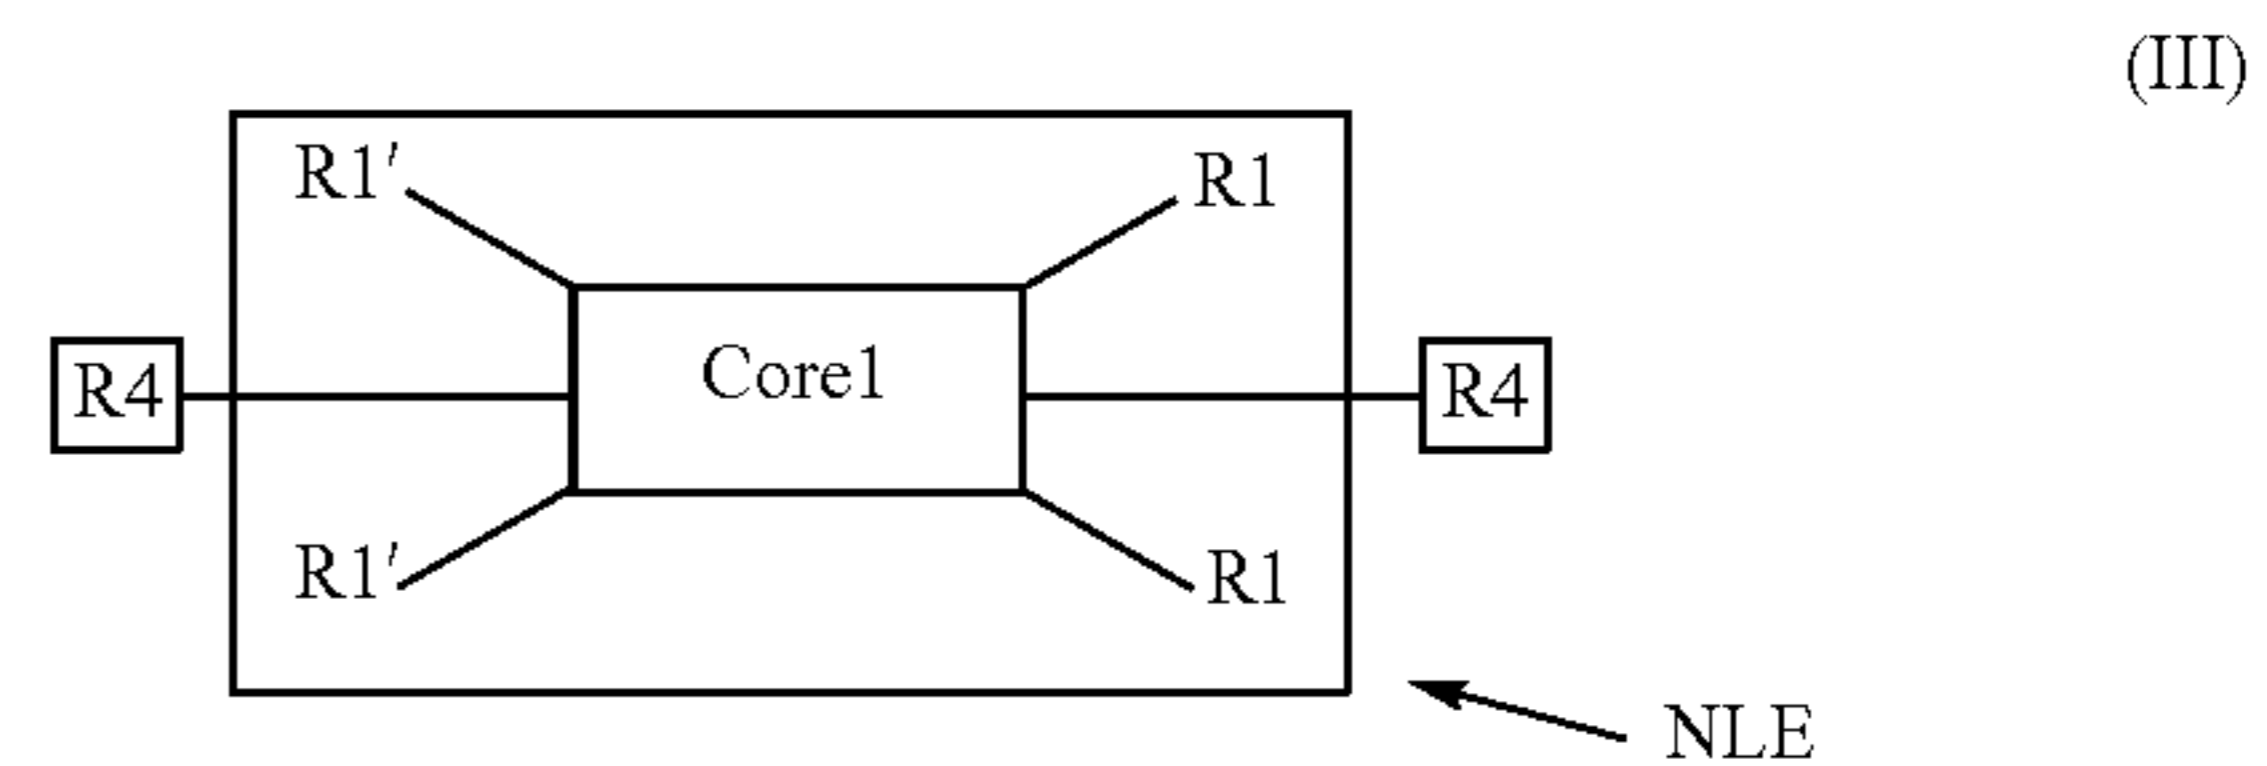 (III)
R1′ R1
R4 Core1 R4
R1′ R1
NLE